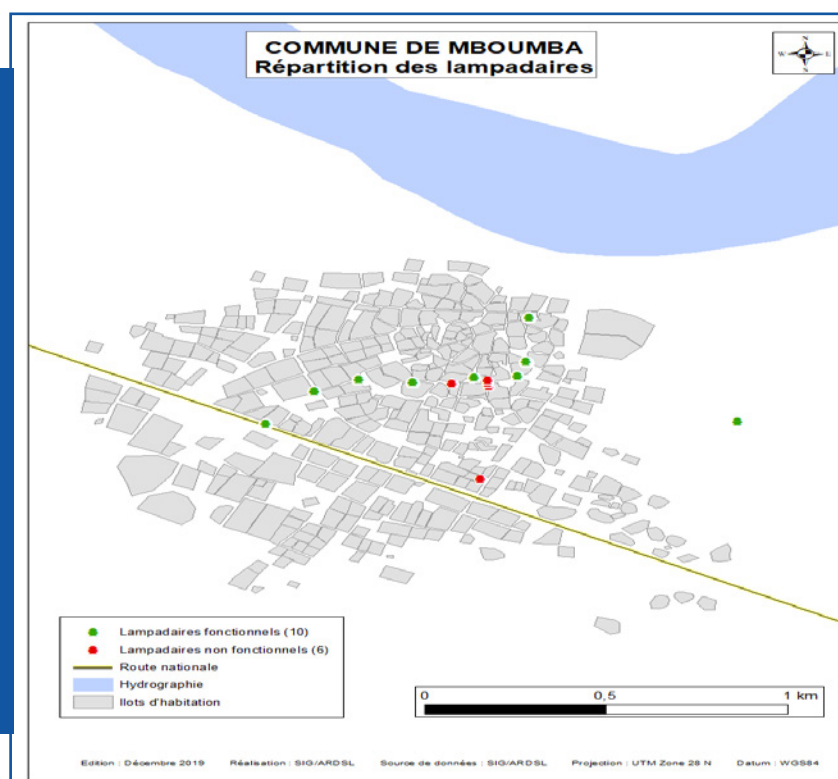 COMMUNE DE MBOUMBA
Répartition des lampadaires
N
W E
N
Lampadaires fonctionnels (10)
Lampadaires non fonctionnels (6)
Route nationale
Hydrographie
Ilots d'habitation
0 0,5 1 km
Edition : Décembre 2019 Réalisation : SIG/ARDSL Source de données : SIG/ARDSL Projection : UTM Zone 28 N Datum : WGS84